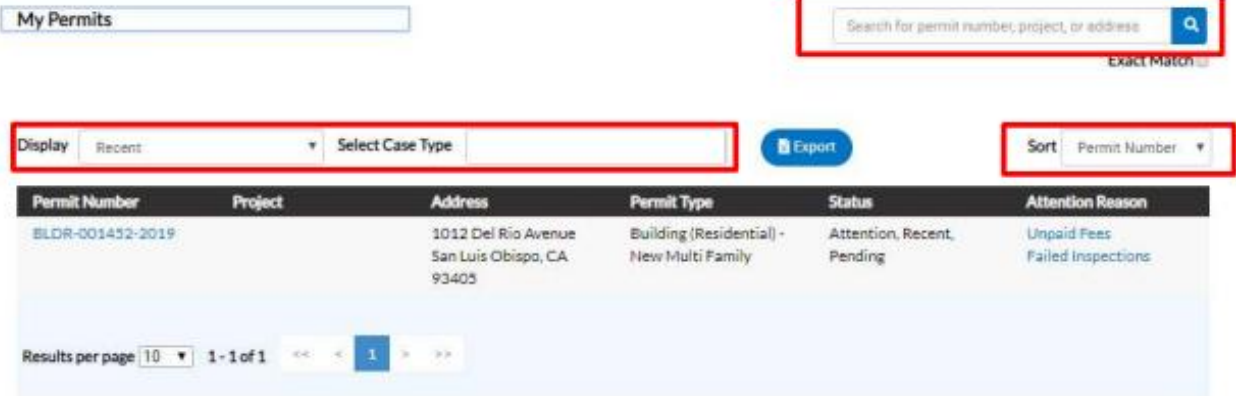 My Permits
Search for permit number, project, or address
Exact Match
Display Recent Select Case Type Export Sort Permit Number
Permit Number Project Address Permit Type Status Attention Reason
BLDR-001452-2019 1012 Del Rio Avenue Building (Residential) - Attention, Recent, Unpaid Fees
San Luis Obispo, CA New Multi Family Pending Failed Inspections
93405
Results per page 10 1 - 1 of 1 << < 1 > >>